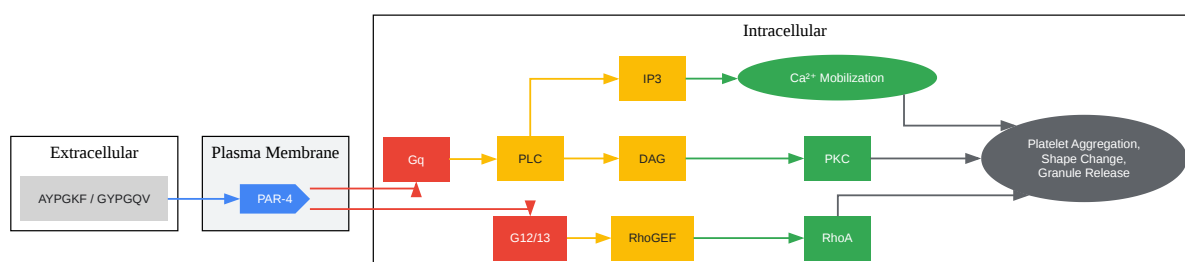 Intracellular
IP3
Ca²⁺ Mobilization
Extracellular
Plasma Membrane
Gq
PLC
DAG
PKC
Platelet Aggregation,
Shape Change,
Granule Release
AYPGKF / GYPGQV
PAR-4
G12/13
RhoGEF
RhoA